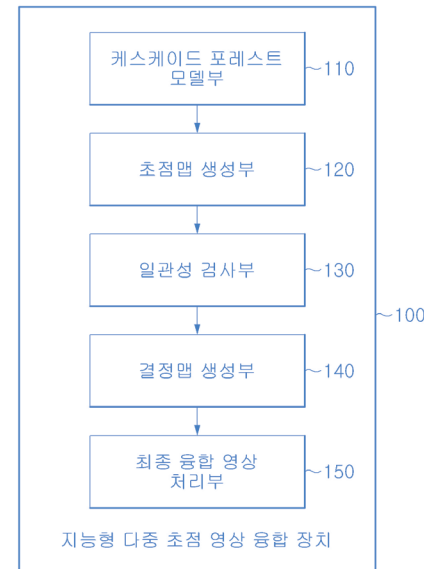 케스케이드 포레스트
모델부
110
초점맵 생성부
120
일관성 검사부
130
100
결정맵 생성부
140
최종 융합 영상
처리부
150
지능형 다중 초점 영상 융합 장치